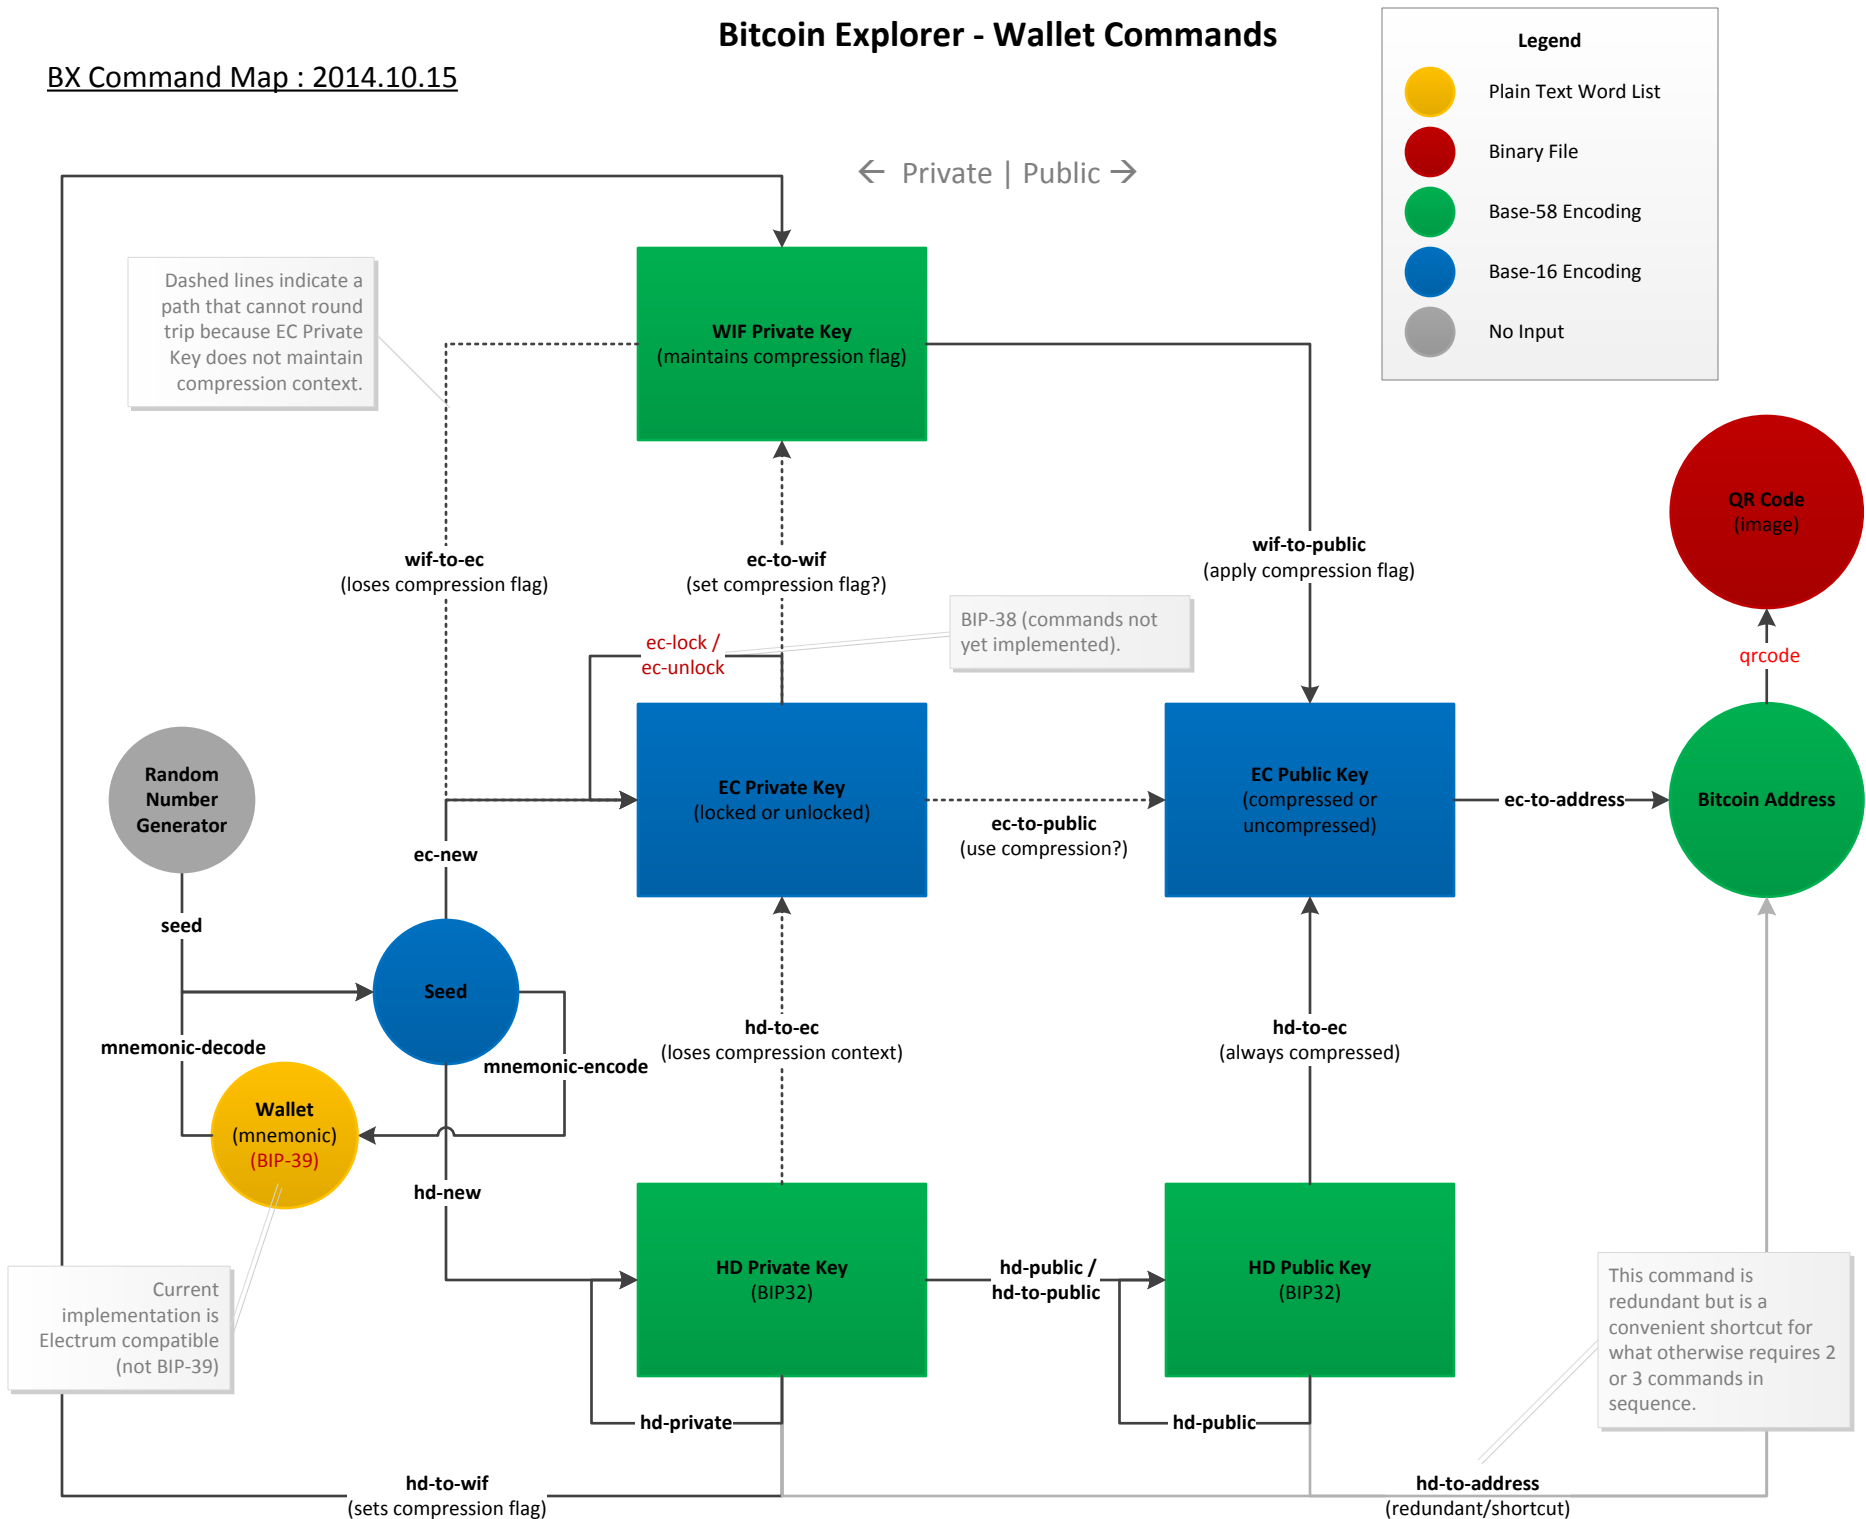 Bitcoin Explorer - Wallet Commands
BX Command Map : 2014.10.15
Legend
Plain Text Word List
Binary File
Base-58 Encoding
Base-16 Encoding
No Input
← Private | Public →
Dashed lines indicate a
path that cannot round
trip because EC Private
Key does not maintain
compression context.
WIF Private Key
(maintains compression flag)
QR Code
(image)
wif-to-ec
(loses compression flag)
ec-to-wif
(set compression flag?)
wif-to-public
(apply compression flag)
BIP-38 (commands not
yet implemented).
ec-lock /
ec-unlock
qrcode
Random
Number
Generator
EC Private Key
(locked or unlocked)
EC Public Key
(compressed or
uncompressed)
ec-to-address
Bitcoin Address
ec-to-public
(use compression?)
ec-new
seed
Seed
mnemonic-decode
mnemonic-encode
hd-to-ec
(loses compression context)
hd-to-ec
(always compressed)
Wallet
(mnemonic)
(BIP-39)
hd-new
Current
implementation is
Electrum compatible
(not BIP-39)
HD Private Key
(BIP32)
hd-public /
hd-to-public
HD Public Key
(BIP32)
This command is
redundant but is a
convenient shortcut for
what otherwise requires 2
or 3 commands in
sequence.
hd-private
hd-public
hd-to-wif
(sets compression flag)
hd-to-address
(redundant/shortcut)